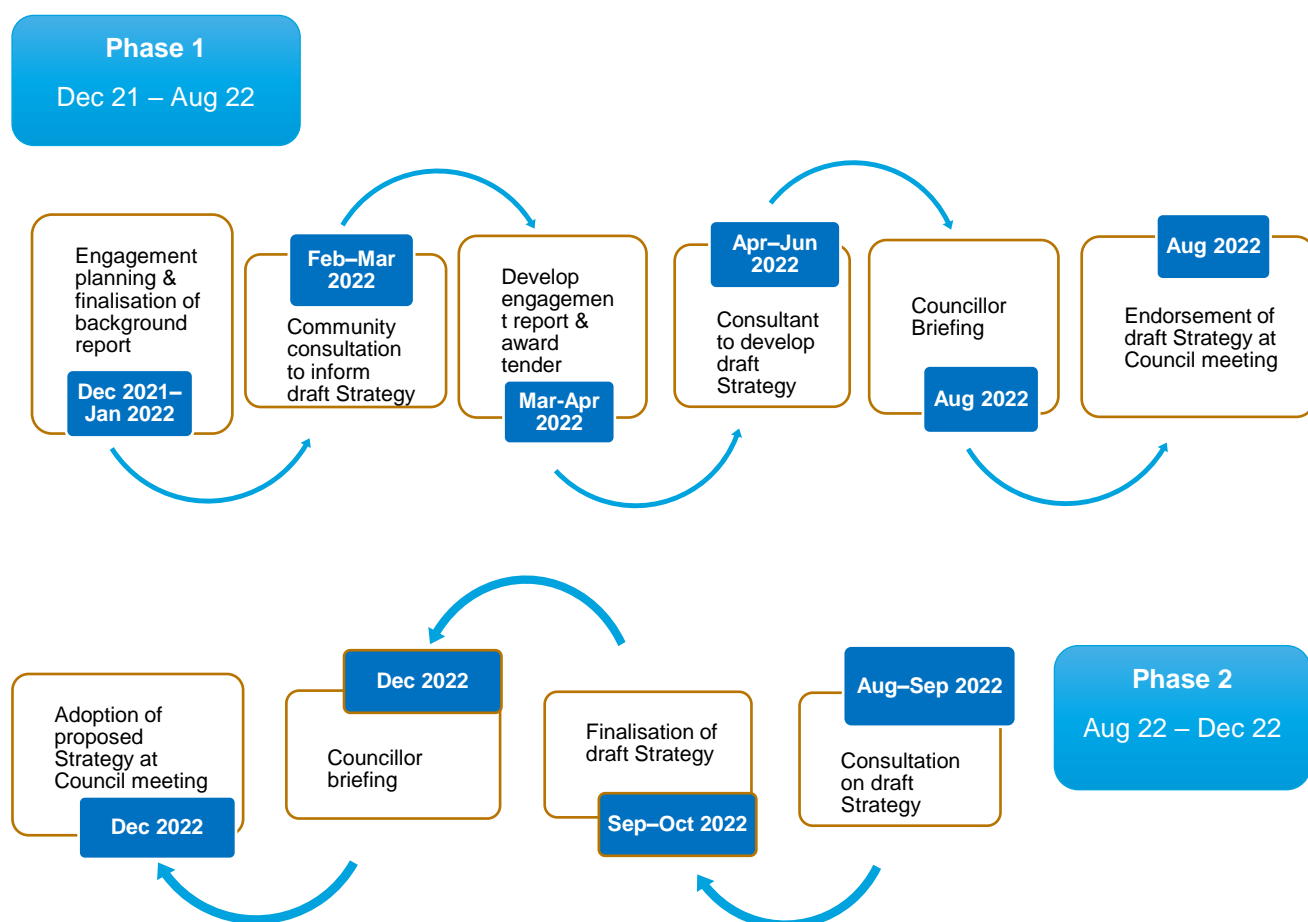 Phase 1
Dec 21 – Aug 22
Engagement
planning &
finalisation of
background
report
Dec 2021–
Jan 2022
Feb–Mar
2022
Community
consultation
to inform
draft Strategy
Develop
engagemen
t report &
award
tender
Mar-Apr
2022
Apr–Jun
2022
Consultant
to develop
draft
Strategy
Councillor
Briefing
Aug 2022
Aug 2022
Endorsement of
draft Strategy at
Council meeting
Phase 2
Aug 22 – Dec 22
Aug–Sep 2022
Consultation
on draft
Strategy
Finalisation of
draft Strategy
Sep–Oct 2022
Dec 2022
Councillor
briefing
Adoption of
proposed
Strategy at
Council meeting
Dec 2022